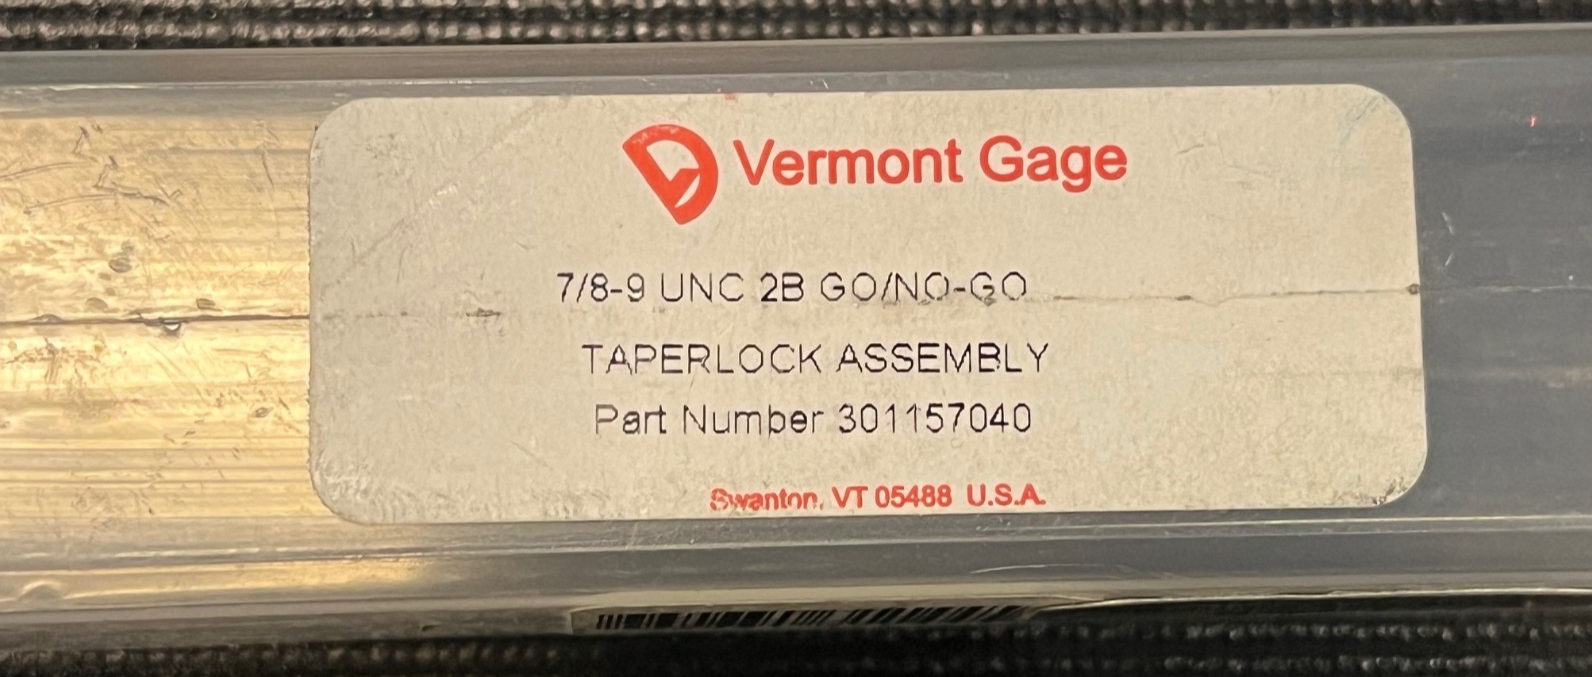 Vermont Gage
7/8-9 UNC 2B GO/NO-GO
TAPERLOCK ASSEMBLY
Part Number 301157040
Swanton, VT 05488 U.S.A.